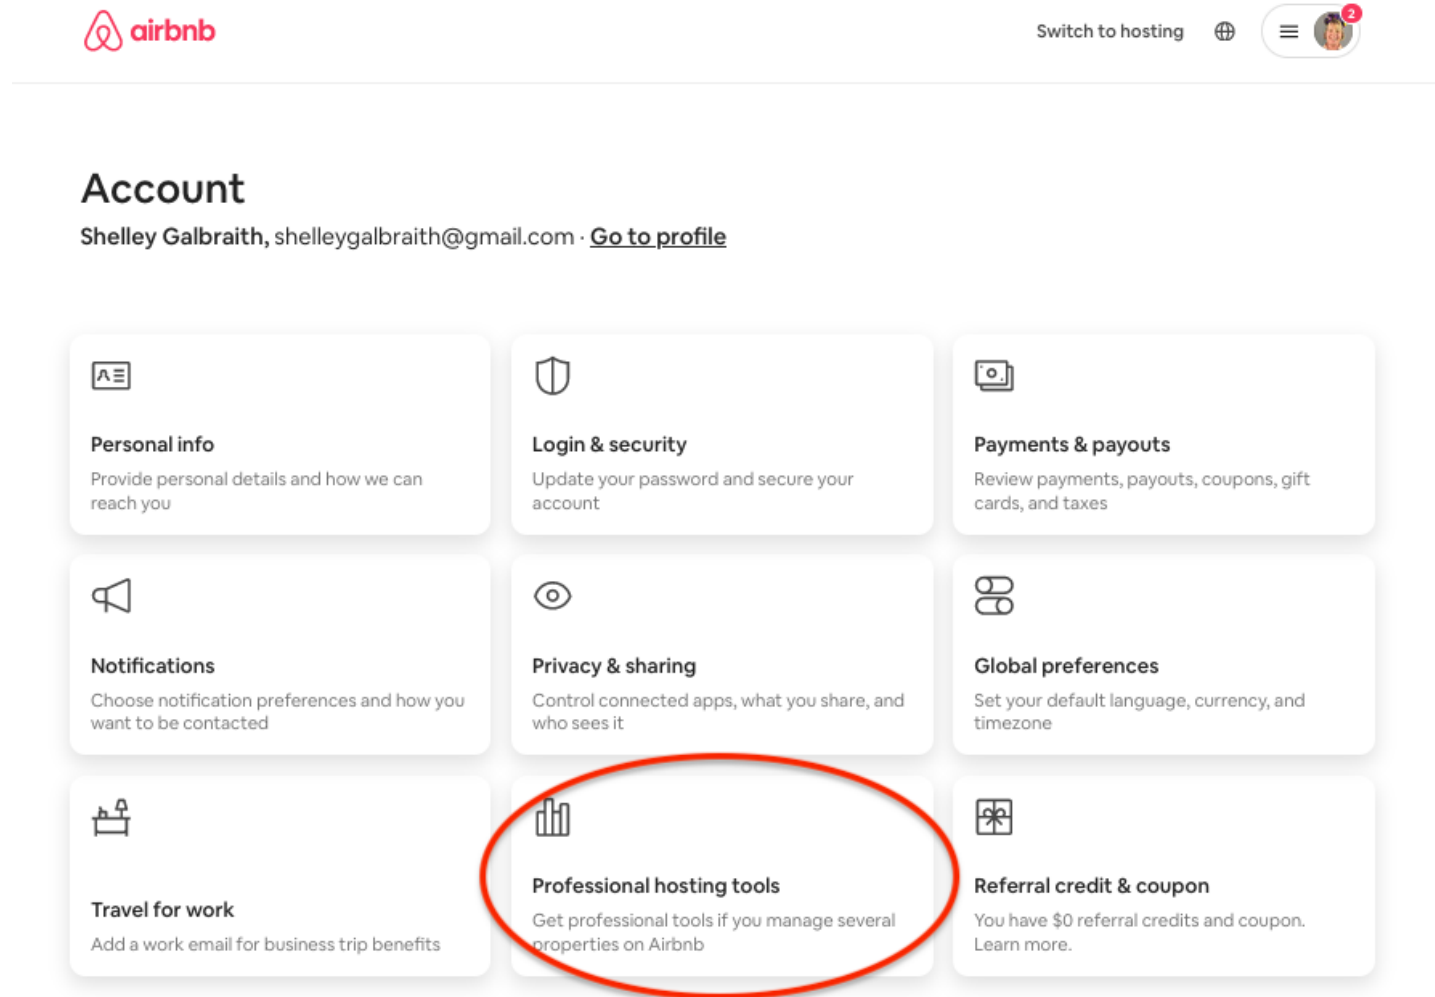 airbnb
Switch to hosting
2
Account
Shelley Galbraith, shelleygalbraith@gmail.com · Go to profile
Personal info
Provide personal details and how we can
reach you
Login & security
Update your password and secure your
account
Payments & payouts
Review payments, payouts, coupons, gift
cards, and taxes
Notifications
Choose notification preferences and how you
want to be contacted
Privacy & sharing
Control connected apps, what you share, and
who sees it
Global preferences
Set your default language, currency, and
timezone
Travel for work
Add a work email for business trip benefits
Professional hosting tools
Get professional tools if you manage several
properties on Airbnb
Referral credit & coupon
You have $0 referral credits and coupon.
Learn more.